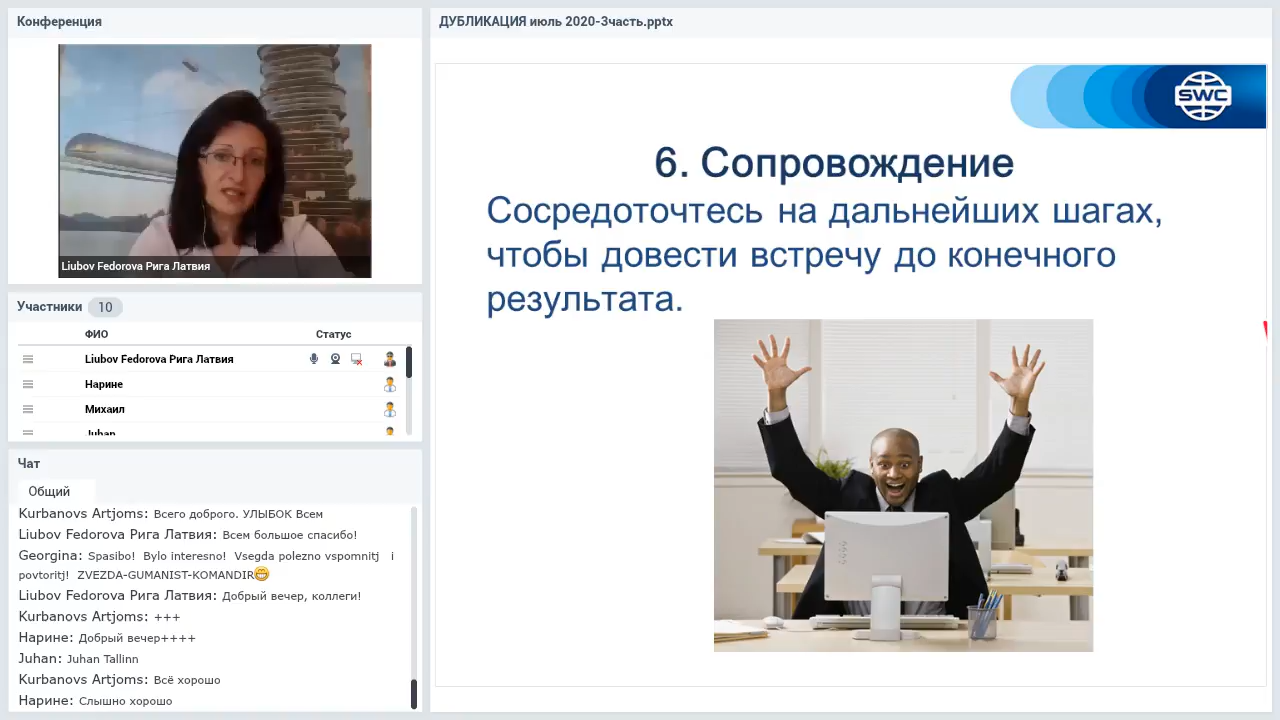 Конференция
Liubov Fedorova Рига Латвия
Участники 10
ФИО Статус
Liubov Fedorova Рига Латвия
Нарине
Михаил
Juhan
Чат
Общий
Kurbanovs Artjoms: Всего доброго. УЛЫБОК Всем
Liubov Fedorova Рига Латвия: Всем большое спасибо!
Georgina: Spasibo! Bylo interesno! Vsegda polezno vspomnitj i
povtoritj! ZVEZDA-GUMANIST-KOMANDIR😁
Liubov Fedorova Рига Латвия: Добрый вечер, коллеги!
Kurbanovs Artjoms: +++
Нарине: Добрый вечер++++
Juhan: Juhan Tallinn
Kurbanovs Artjoms: Всё хорошо
Нарине: Слышно хорошо
ДУБЛИКАЦИЯ июль 2020-3часть.pptx
SWC
6. Сопровождение
Сосредоточтесь на дальнейших шагах,
чтобы довести встречу до конечного
результата.